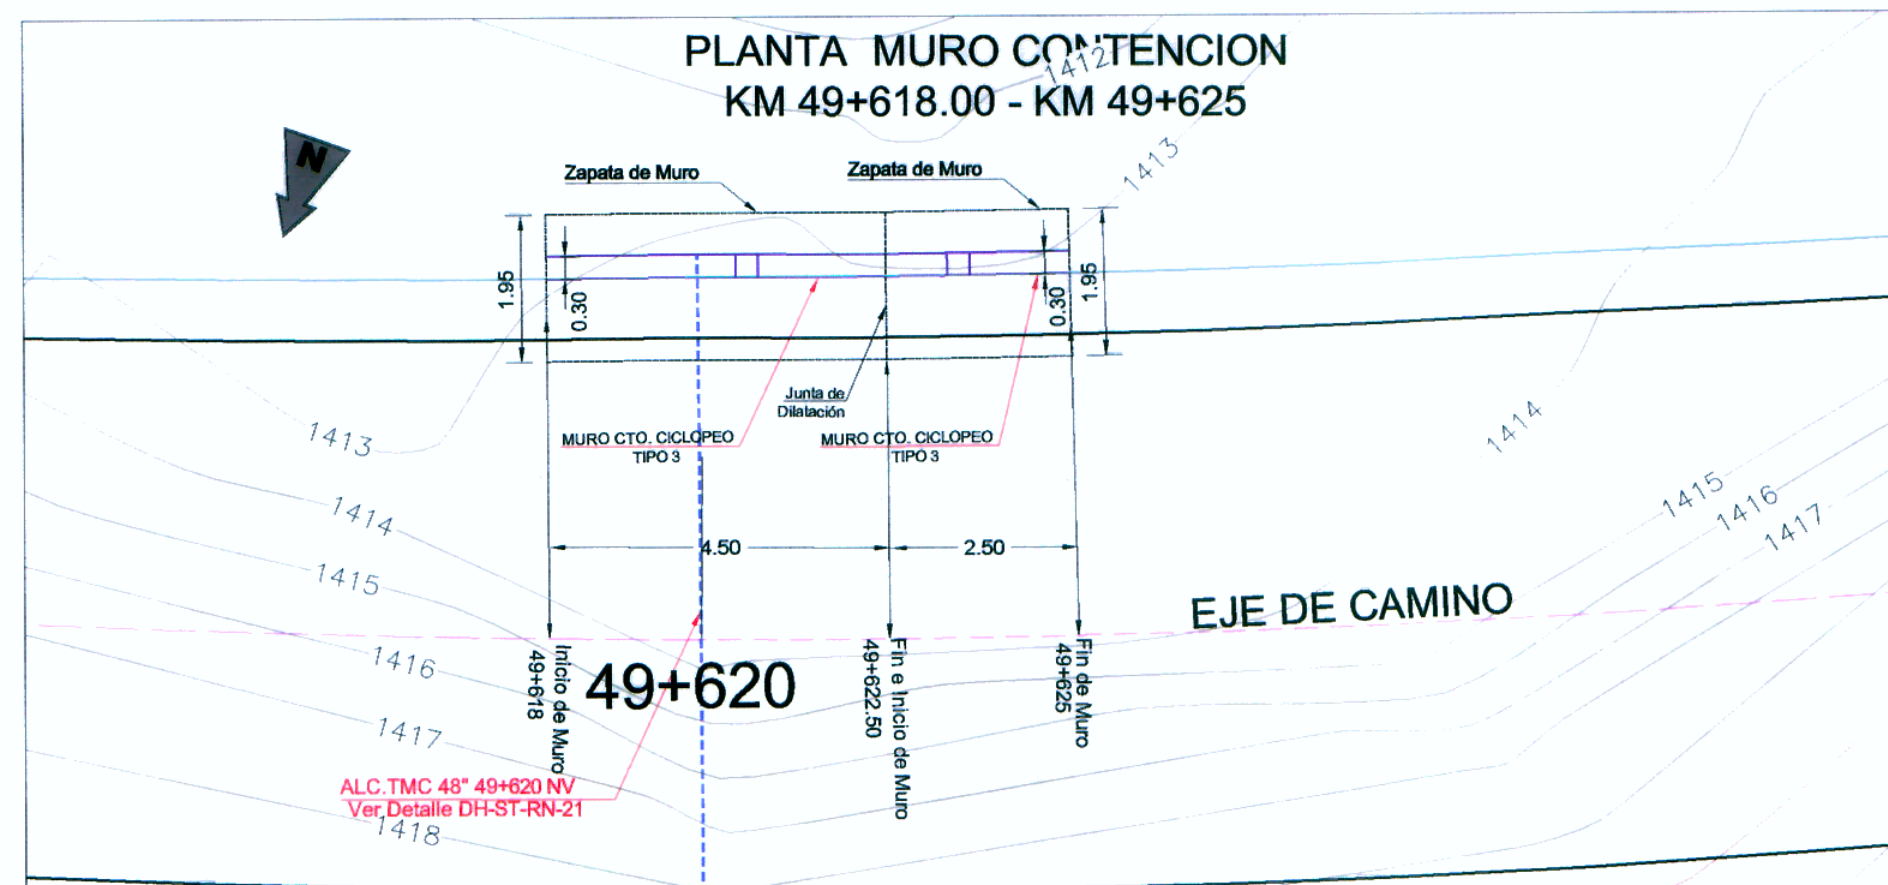 PLANTA MURO CONTENCION
KM 49+618.00 - KM 49+625
1412
1413
N
Zapata de Muro
Zapata de Muro
1.95
0.30
0.30
1.95
Junta de
Dilatación
MURO CTO. CICLOPEO
TIPO 3
MURO CTO. CICLOPEO
TIPO 3
1413
1414
1414
1415
1416
1417
4.50
2.50
1415
EJE DE CAMINO
1416
Inicio de Muro
49+618
49+620
Fin e Inicio de Muro
49+622.50
Fin de Muro
49+625
1417
ALC.TMC 48" 49+620 NV
Ver Detalle DH-ST-RN-21
1418